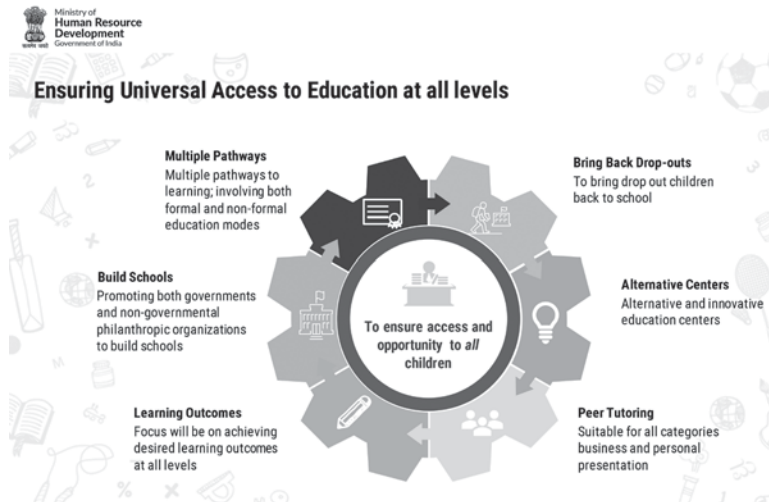 Ministry of
Human Resource
Development
Government of India
Ensuring Universal Access to Education at all levels
Multiple Pathways
Multiple pathways to
learning; involving both
formal and non-formal
education modes
Bring Back Drop-outs
To bring drop out children
back to school
Build Schools
Promoting both governments
and non-governmental
philanthropic organizations
to build schools
To ensure access and
opportunity to all
children
Alternative Centers
Alternative and innovative
education centers
Learning Outcomes
Focus will be on achieving
desired learning outcomes
at all levels
Peer Tutoring
Suitable for all categories
business and personal
presentation